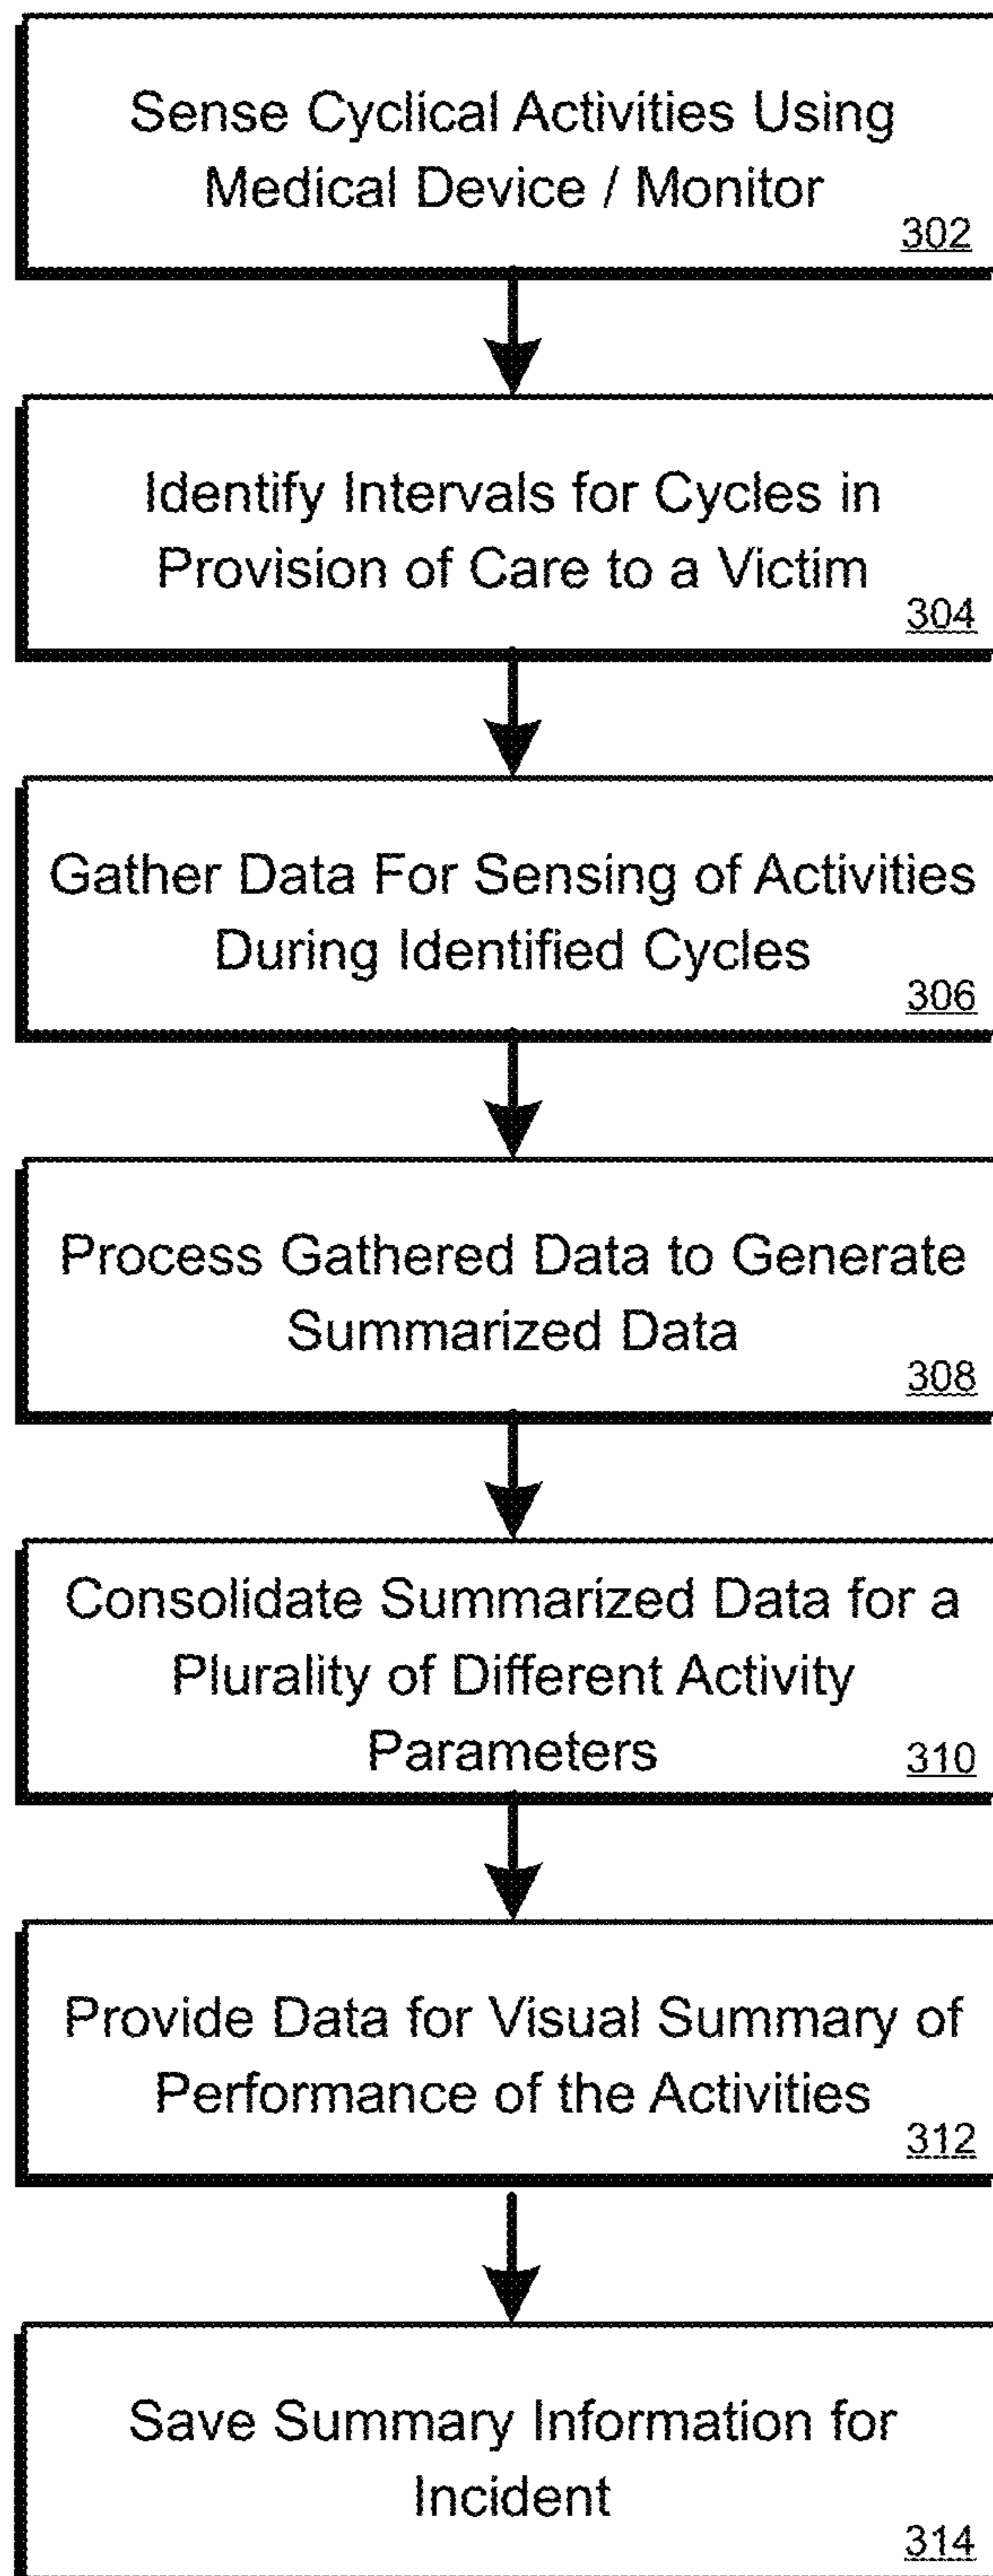 Sense Cyclical Activities Using
Medical Device / Monitor
302
Identify Intervals for Cycles in
Provision of Care to a Victim
304
Gather Data For Sensing of Activities
During Identified Cycles
306
Process Gathered Data to Generate
Summarized Data
308
Consolidate Summarized Data for a
Plurality of Different Activity
Parameters
310
Provide Data for Visual Summary of
Performance of the Activities
312
Save Summary Information for
Incident
314